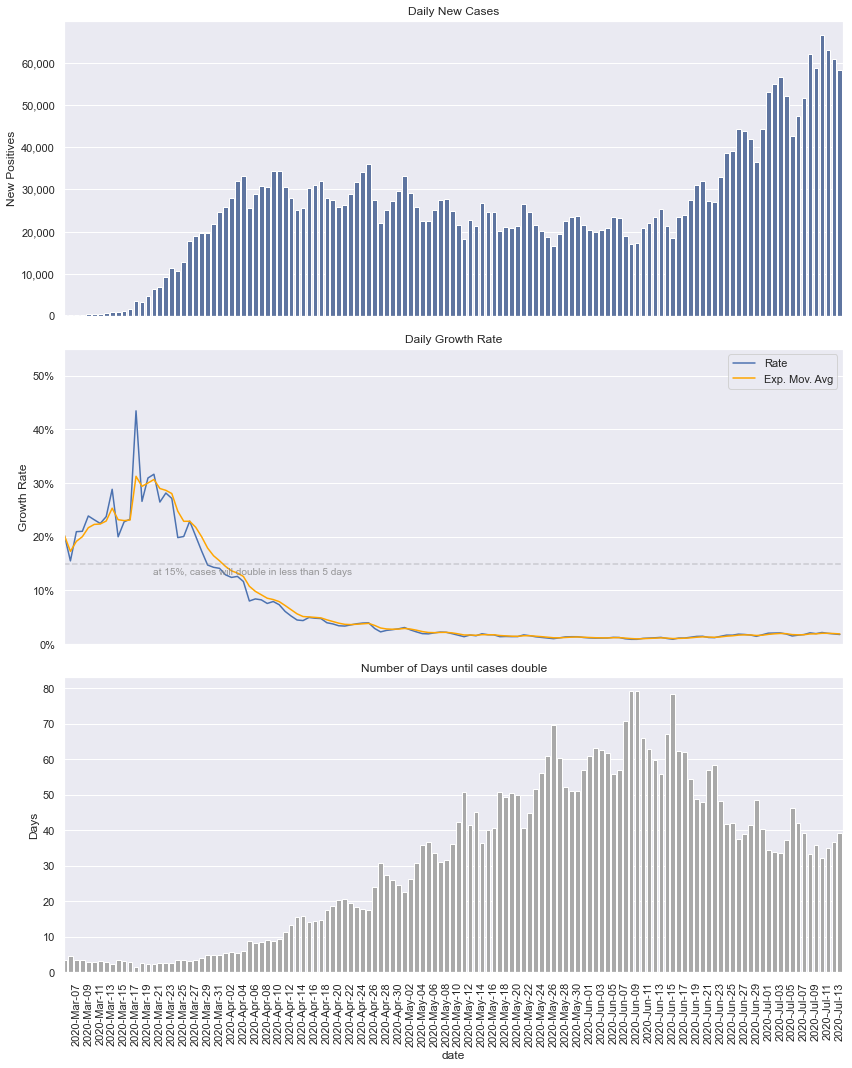 Daily New Cases
New Positives
60,000
50,000
40,000
30,000
20,000
10,000
0
Daily Growth Rate
Growth Rate
50%
40%
30%
20%
10%
0%
Rate
Exp. Mov. Avg
at 15%, cases will double in less than 5 days
Number of Days until cases double
Days
80
70
60
50
40
30
20
10
0
2020-Mar-07
2020-Mar-09
2020-Mar-11
2020-Mar-13
2020-Mar-15
2020-Mar-17
2020-Mar-19
2020-Mar-21
2020-Mar-23
2020-Mar-25
2020-Mar-27
2020-Mar-29
2020-Mar-31
2020-Apr-02
2020-Apr-04
2020-Apr-06
2020-Apr-08
2020-Apr-10
2020-Apr-12
2020-Apr-14
2020-Apr-16
2020-Apr-18
2020-Apr-20
2020-Apr-22
2020-Apr-24
2020-Apr-26
2020-Apr-28
2020-Apr-30
2020-May-02
2020-May-04
2020-May-06
2020-May-08
2020-May-10
2020-May-12
2020-May-14
2020-May-16
2020-May-18
2020-May-20
2020-May-22
2020-May-24
2020-May-26
2020-May-28
2020-May-30
2020-Jun-01
2020-Jun-03
2020-Jun-05
2020-Jun-07
2020-Jun-09
2020-Jun-11
2020-Jun-13
2020-Jun-15
2020-Jun-17
2020-Jun-19
2020-Jun-21
2020-Jun-23
2020-Jun-25
2020-Jun-27
2020-Jun-29
2020-Jul-01
2020-Jul-03
2020-Jul-05
2020-Jul-07
2020-Jul-09
2020-Jul-11
2020-Jul-13
date